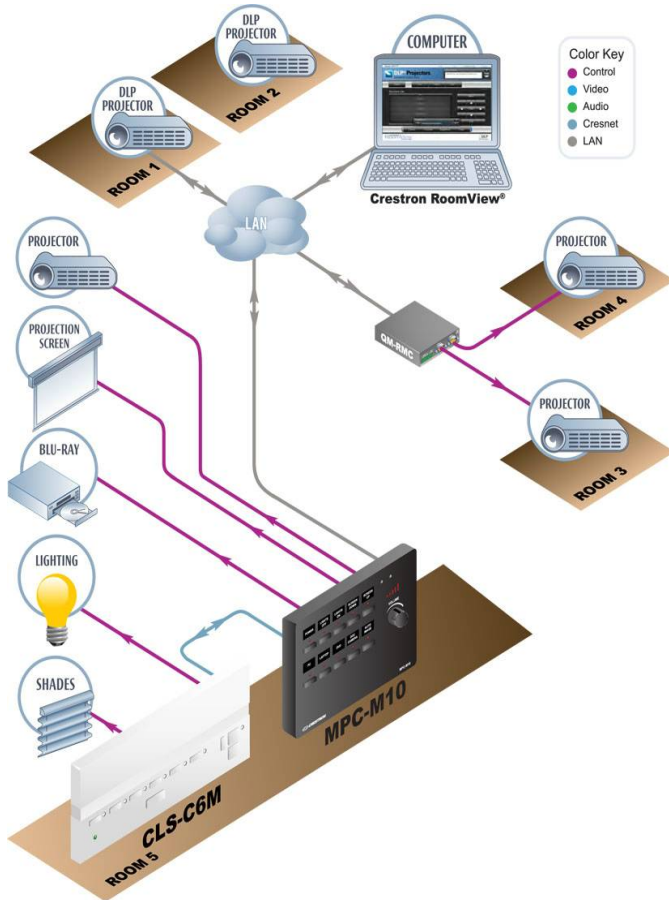 DLP
PROJECTOR
ROOM 2
DLP
PROJECTOR
ROOM 1
COMPUTER
DLP® Projectors
Crestron RoomView®
Color Key
Control
Video
Audio
Cresnet
LAN
LAN
PROJECTOR
PROJECTION
SCREEN
BLU-RAY
LIGHTING
SHADES
QM-RMC
PROJECTOR
ROOM 4
PROJECTOR
ROOM 3
MPC-M10
CLS-C6M
ROOM 5